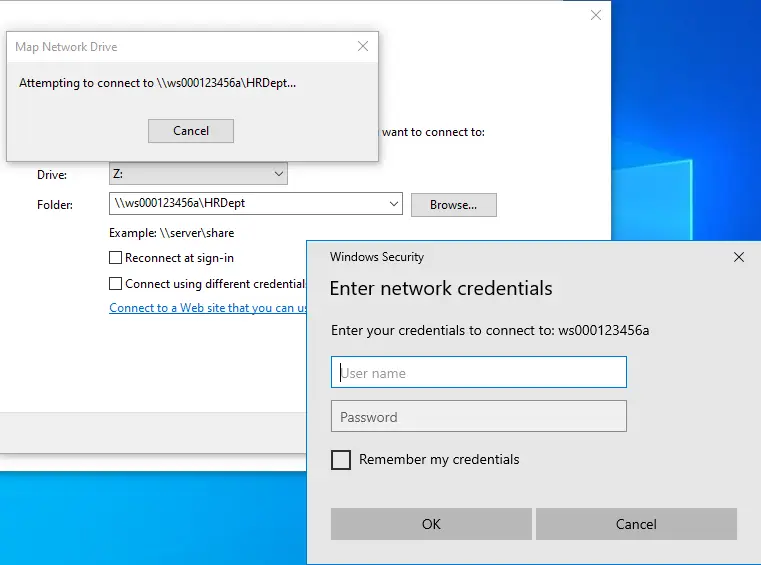 Map Network Drive
Attempting to connect to \\ws000123456a\HRDept...
Cancel
want to connect to:
Drive:
Z:
Folder:
\\ws000123456a\HRDept
Browse...
Example: \\server\share
Reconnect at sign-in
Connect using different credential
Connect to a Web site that you can us
Windows Security
Enter network credentials
Enter your credentials to connect to: ws000123456a
User name
Password
Remember my credentials
OK
Cancel